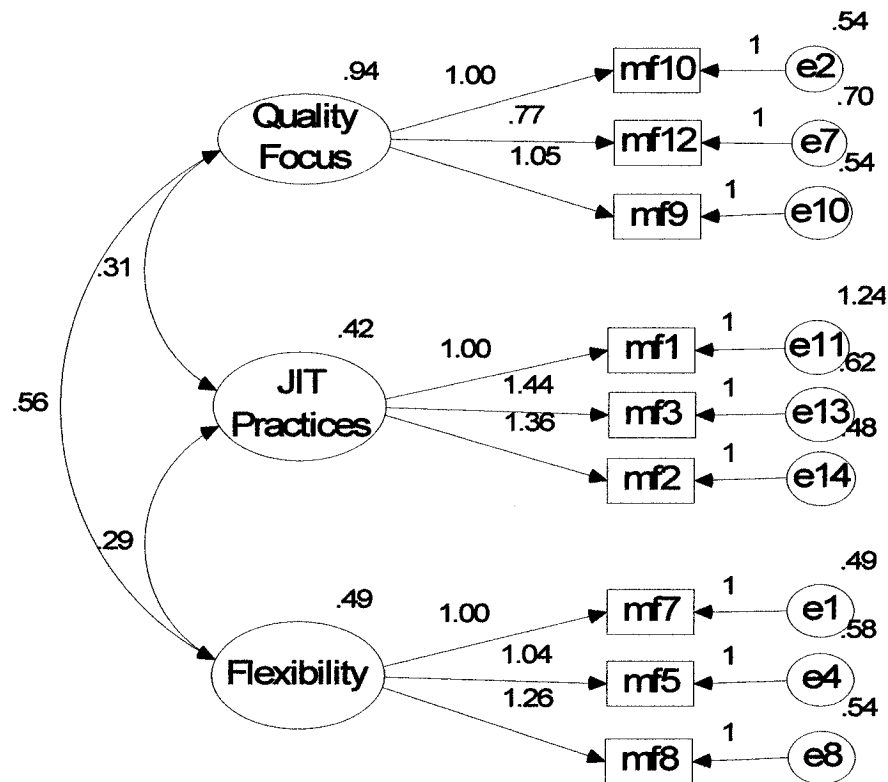 .54
.94
1.00
mf10
1
e2
Quality
Focus
.77
mf12
1
.70
e7
1.05
mf9
1
.54
e10
.31
1.24
.42
1.00
mf1
1
e11
JIT
Practices
1.44
mf3
1
.62
e13
.56
1.36
mf2
1
.48
e14
.29
.49
.49
1.00
mf7
1
e1
Flexibility
1.04
mf5
1
.58
e4
1.26
mf8
1
.54
e8